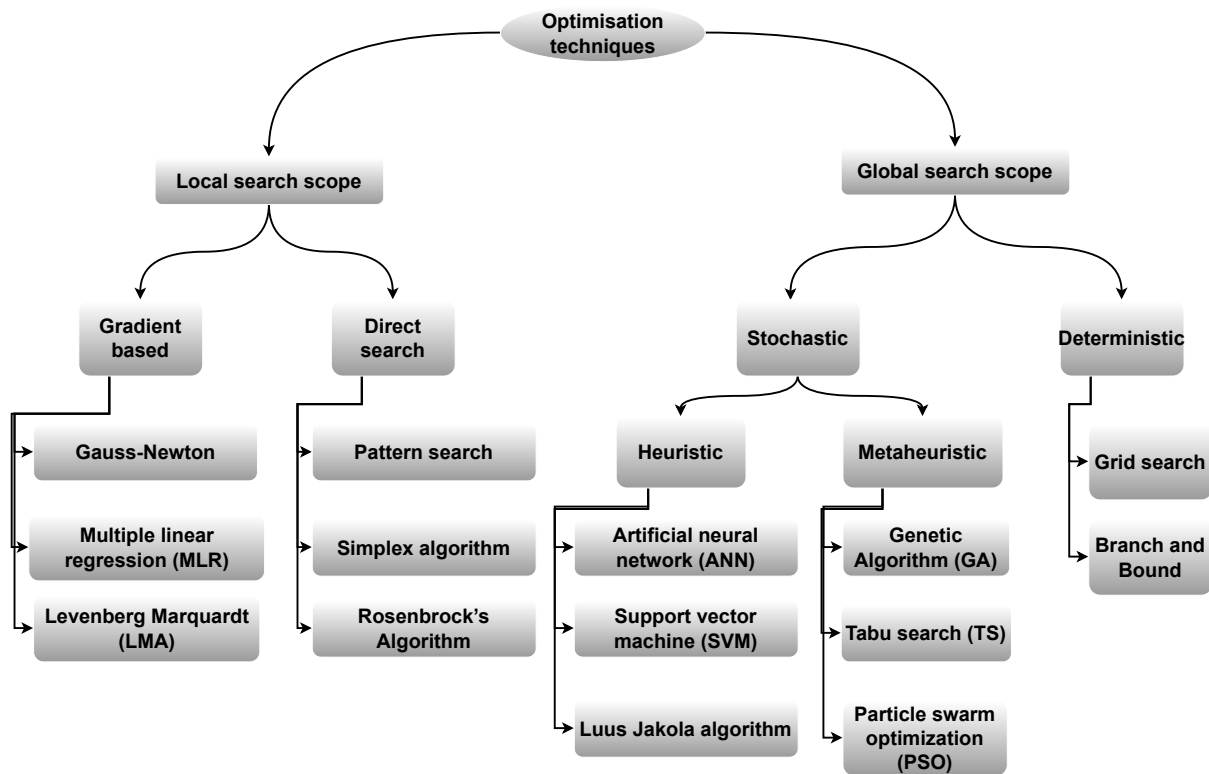 Optimisation
techniques
Local search scope
Global search scope
Gradient
based
Direct
search
Stochastic
Deterministic
Gauss-Newton
Pattern search
Heuristic
Metaheuristic
Grid search
Multiple linear
regression (MLR)
Simplex algorithm
Artificial neural
network (ANN)
Genetic
Algorithm (GA)
Branch and
Bound
Levenberg Marquardt
(LMA)
Rosenbrock’s
Algorithm
Support vector
machine (SVM)
Tabu search (TS)
Luus Jakola algorithm
Particle swarm
optimization
(PSO)